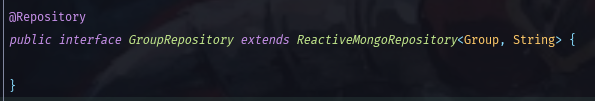 @Repository
public interface GroupRepository extends ReactiveMongoRepository<Group, String> {
}